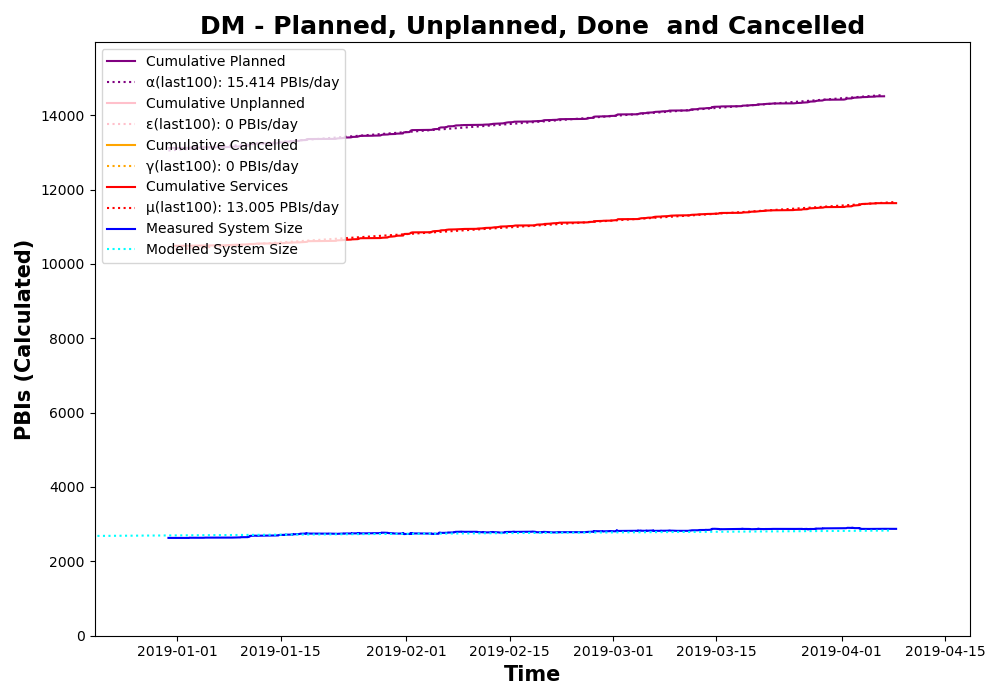 DM - Planned, Unplanned, Done  and Cancelled
Cumulative Planned
α(last100): 15.414 PBIs/day
Cumulative Unplanned
ε(last100): 0 PBIs/day
Cumulative Cancelled
γ(last100): 0 PBIs/day
Cumulative Services
μ(last100): 13.005 PBIs/day
Measured System Size
Modelled System Size
PBIs (Calculated)
14000
12000
10000
8000
6000
4000
2000
0
2019-01-01
2019-01-15
2019-02-01
2019-02-15
2019-03-01
2019-03-15
2019-04-01
2019-04-15
Time